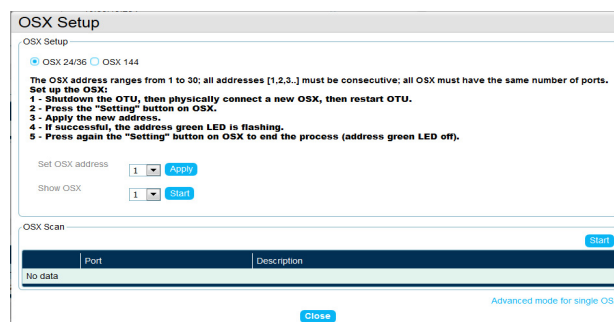 OSX Setup
OSX Setup
OSX 24/36 OSX 144
The OSX address ranges from 1 to 30; all addresses [1,2,3..] must be consecutive; all OSX must have the same number of ports.
Set up the OSX:
1 - Shutdown the OTU, then physically connect a new OSX, then restart OTU.
2 - Press the "Setting" button on OSX.
3 - Apply the new address.
4 - If successful, the address green LED is flashing.
5 - Press again the "Setting" button on OSX to end the process (address green LED off).
Set OSX address 1 Apply
Show OSX 1 Start
OSX Scan
Start
Port Description
No data
Advanced mode for single OS
Close